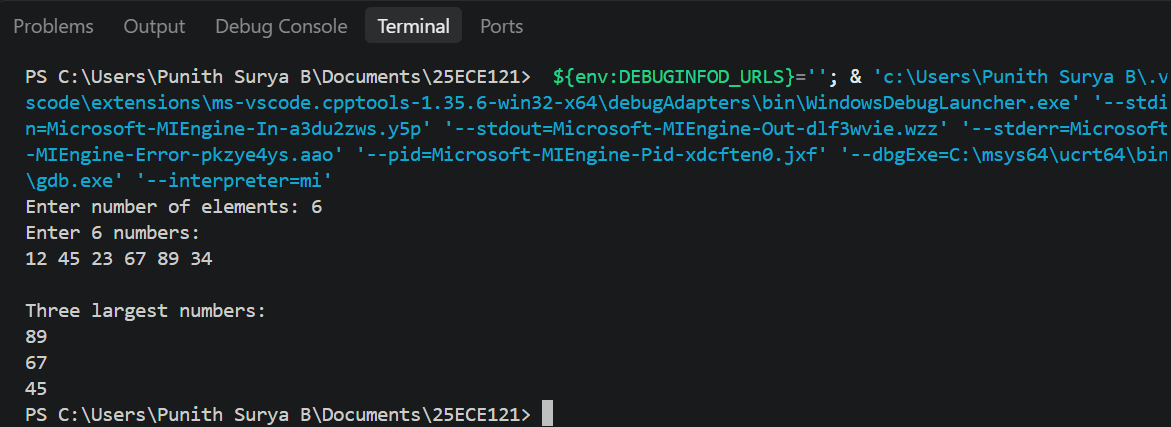 Problems Output Debug Console Terminal Ports
PS C:\Users\Punith Surya B\Documents\25ECE121>  ${env:DEBUGINFOD_URLS}=''; & 'c:\Users\Punith Surya B\.v
scode\extensions\ms-vscode.cpptools-1.35.6-win32-x64\debugAdapters\bin\WindowsDebugLauncher.exe' '--stdi
n=Microsoft-MIEngine-In-a3du2zws.y5p' '--stdout=Microsoft-MIEngine-Out-dlf3wvie.wzz' '--stderr=Microsoft
-MIEngine-Error-pkzye4ys.aao' '--pid=Microsoft-MIEngine-Pid-xdcften0.jxf' '--dbgExe=C:\msys64\ucrt64\bin
\gdb.exe' '--interpreter=mi'
Enter number of elements: 6
Enter 6 numbers:
12 45 23 67 89 34
Three largest numbers:
89
67
45
PS C:\Users\Punith Surya B\Documents\25ECE121>